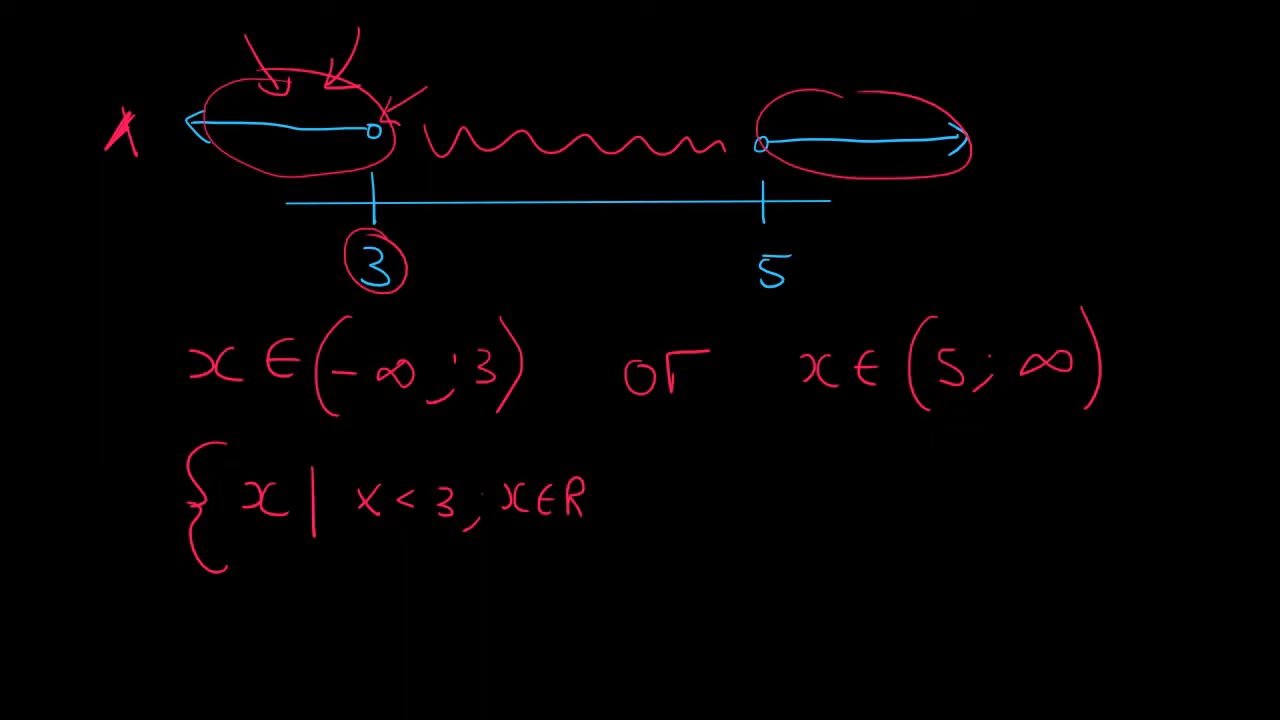 3 5
x ∈ (-∞ ; 3) or x ∈ (5 ; ∞)
{ x | x < 3 ; x ∈ R